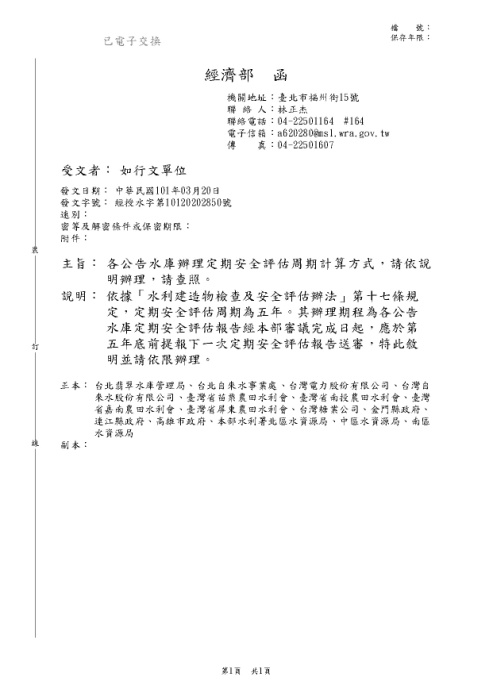 檔　　號：
保存年限：
已電子交換
經濟部　函
機關地址：臺北市福州街15號
聯 絡 人：林正杰
聯絡電話：04-22501164　#164
電子信箱：a620280@ms1.wra.gov.tw
傳　　真：04-22501607
受文者：　如行文單位
發文日期：　中華民國101年03月20日
發文字號：　經授水字第10120202850號
速別：
密等及解密條件或保密期限：
附件：
主旨：　各公告水庫辦理定期安全評估周期計算方式，請依說
明辦理，請查照。
說明：　依據「水利建造物檢查及安全評估辦法」第十七條規
定，定期安全評估周期為五年。其辦理期程為各公告
水庫定期安全評估報告經本部審議完成日起，應於第
五年底前提報下一次定期安全評估報告送審，特此敘
明並請依限辦理。
正本：　台北翡翠水庫管理局、台北自來水事業處、台灣電力股份有限公司、台灣自
來水股份有限公司、臺灣省苗栗農田水利會、臺灣省南投農田水利會、臺灣
省嘉南農田水利會、臺灣省屏東農田水利會、台灣糖業公司、金門縣政府、
連江縣政府、高雄市政府、本部水利署北區水資源局、中區水資源局、南區
水資源局
副本：
裝
訂
線
第1頁　共1頁